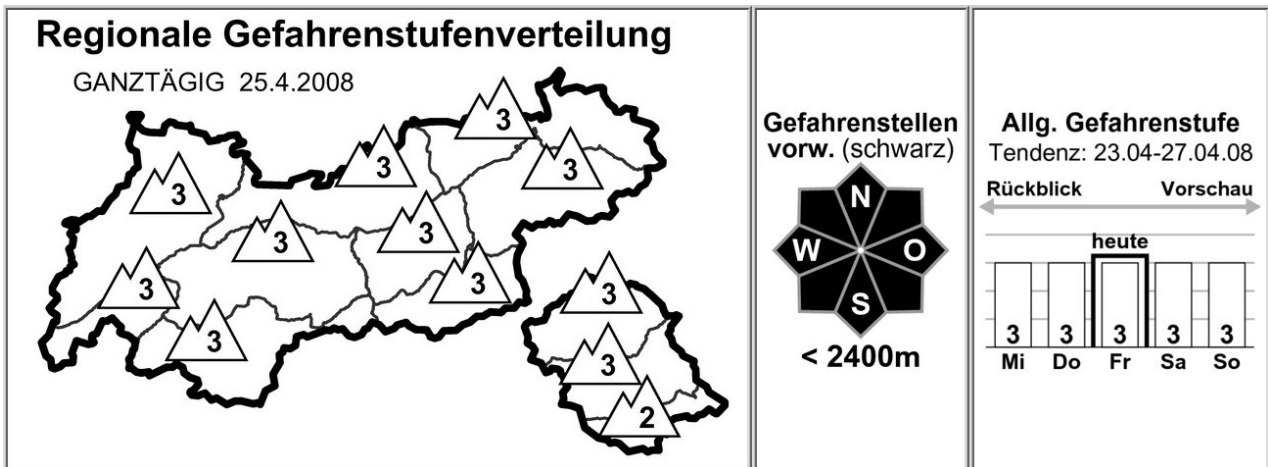 Regionale Gefahrenstufenverteilung
GANZTÄGIG 25.4.2008
3
3
3
3
3
3
3
3
3
3
3
3
2
Gefahrenstellen
vorw. (schwarz)
N
W O
S
< 2400m
Allg. Gefahrenstufe
Tendenz: 23.04-27.04.08
Rückblick Vorschau
heute
3 3 3 3 3
Mi Do Fr Sa So